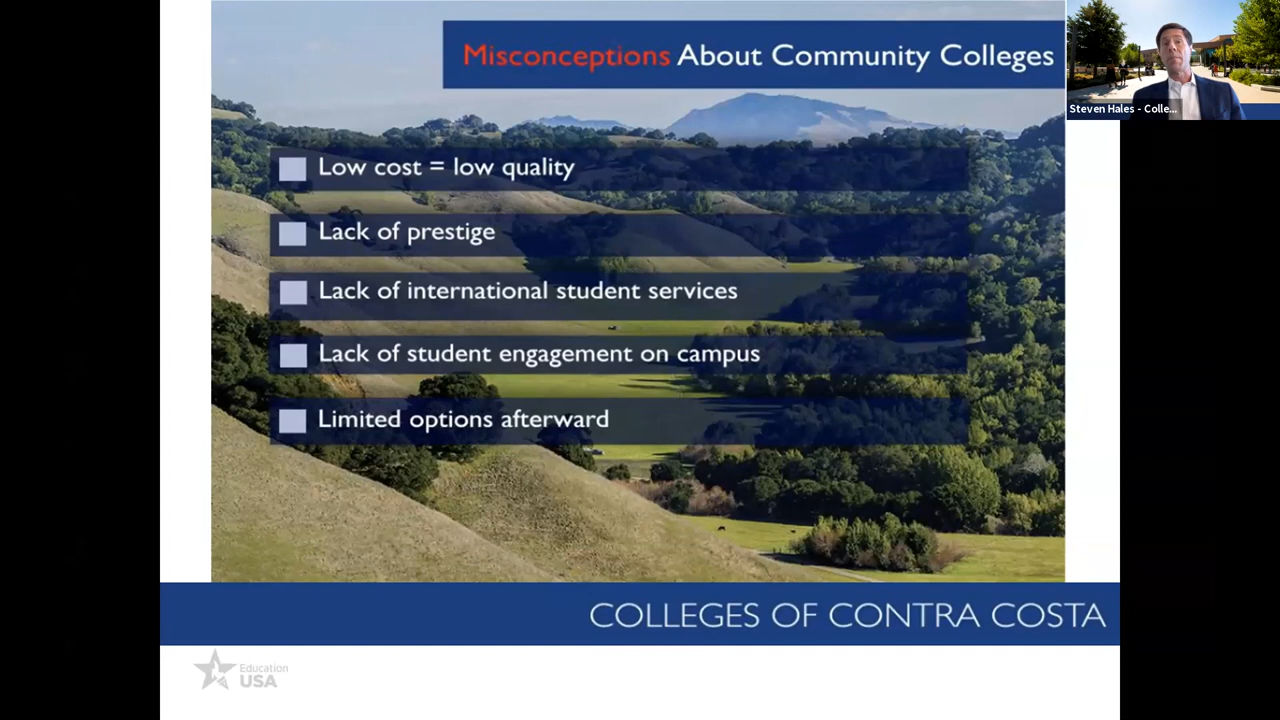 Misconceptions About Community Colleges
Steven Hales - Colle...
Low cost = low quality
Lack of prestige
Lack of international student services
Lack of student engagement on campus
Limited options afterward
COLLEGES OF CONTRA COSTA
Education
USA